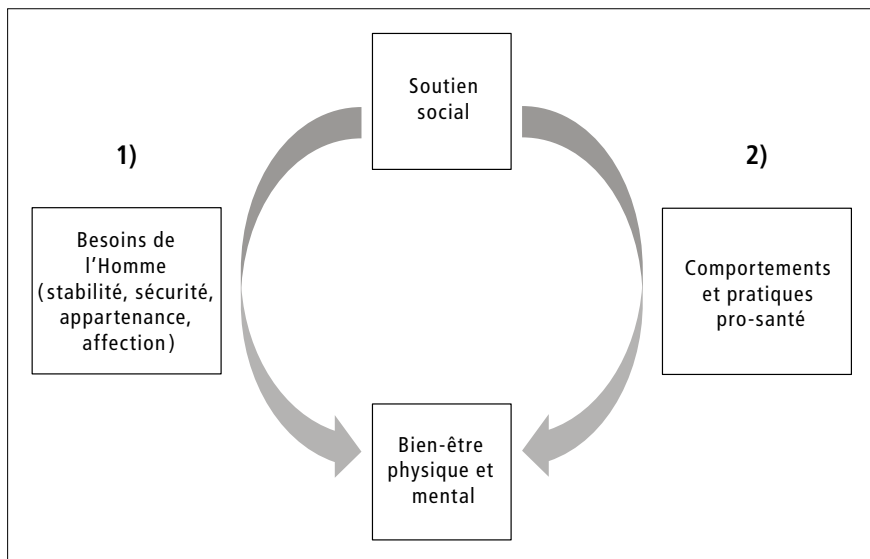 Soutien
social
1)
2)
Besoins de
l’Homme
(stabilité, sécurité,
appartenance,
affection)
Comportements
et pratiques
pro-santé
Bien-être
physique et
mental